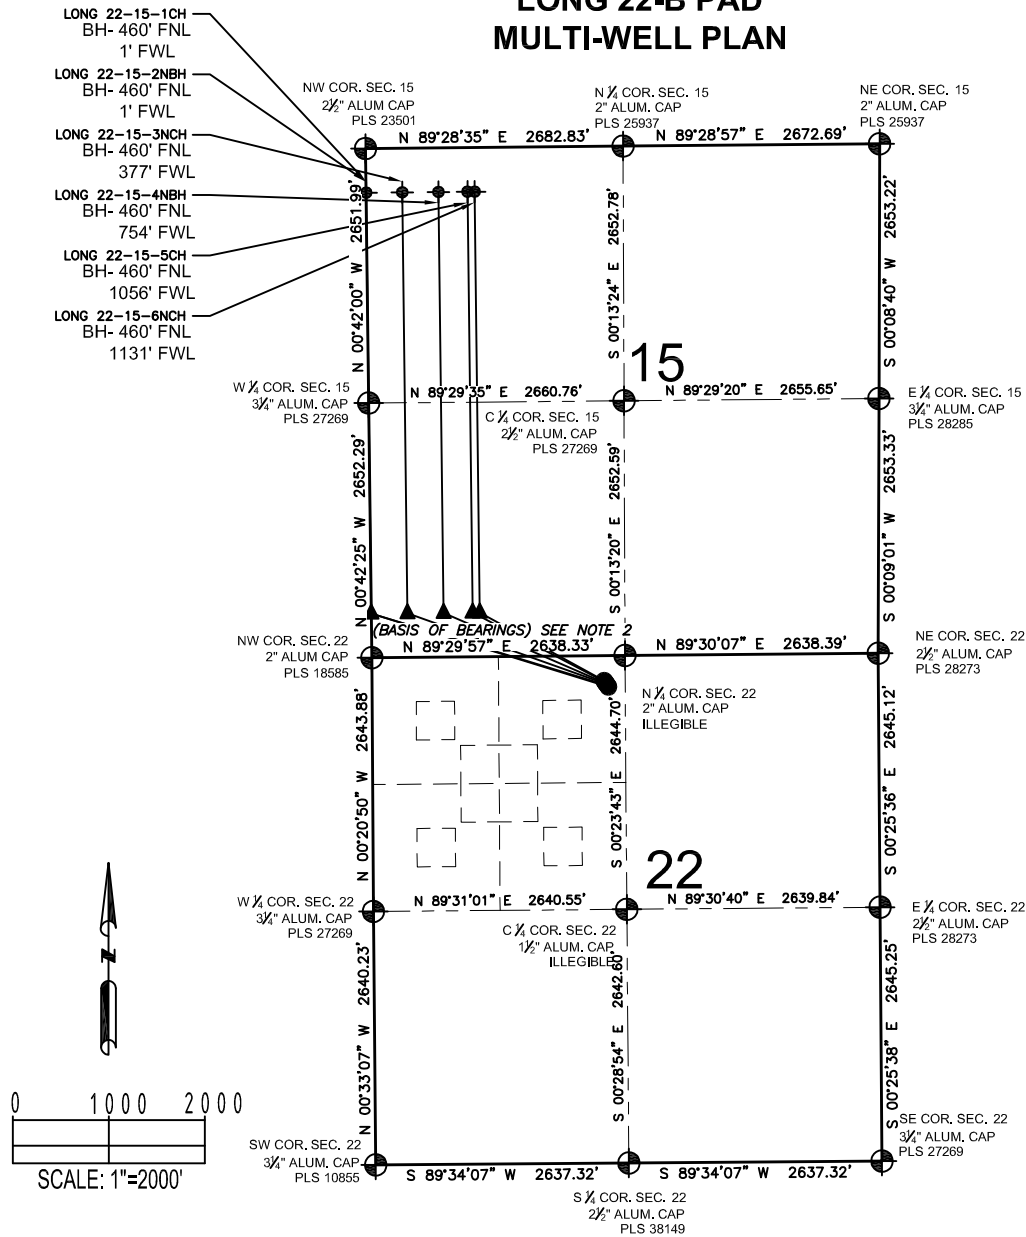 LONG 22-B PAD
MULTI-WELL PLAN
LONG 22-15-1CH
BH- 460' FNL
1' FWL
LONG 22-15-2NBH
BH- 460' FNL
1' FWL
LONG 22-15-3NCH
BH- 460' FNL
377' FWL
LONG 22-15-4NBH
BH- 460' FNL
754' FWL
LONG 22-15-5CH
BH- 460' FNL
1056' FWL
LONG 22-15-6NCH
BH- 460' FNL
1131' FWL
NW COR. SEC. 15
2½" ALUM CAP
PLS 23501
N ¼ COR. SEC. 15
2" ALUM. CAP
PLS 25937
NE COR. SEC. 15
2" ALUM. CAP
PLS 25937
N 89°28'35" E 2682.83'
N 89°28'57" E 2672.69'
N 00°42'00" W 2651.99'
S 00°13'24" E 2652.78'
S 00°08'40" W 2653.22'
15
W ¼ COR. SEC. 15
3¼" ALUM. CAP
PLS 27269
N 89°29'35" E 2660.76'
N 89°29'20" E 2655.65'
C ¼ COR. SEC. 15
2½" ALUM. CAP
PLS 27269
E ¼ COR. SEC. 15
3¼" ALUM. CAP
PLS 28285
N 00°42'25" W 2652.29'
S 00°13'20" E 2652.59'
S 00°09'01" W 2653.33'
(BASIS OF BEARINGS) SEE NOTE 2
N 89°29'57" E 2638.33'
N 89°30'07" E 2638.39'
NW COR. SEC. 22
2" ALUM CAP
PLS 18585
NE COR. SEC. 22
2½" ALUM. CAP
PLS 28273
N ¼ COR. SEC. 22
2" ALUM. CAP
ILLEGIBLE
N 00°20'50" W 2643.88'
S 00°23'43" E 2644.70'
S 00°25'36" E 2645.12'
22
W ¼ COR. SEC. 22
3¼" ALUM. CAP
PLS 27269
N 89°31'01" E 2640.55'
N 89°30'40" E 2639.84'
C ¼ COR. SEC. 22
1½" ALUM. CAP
ILLEGIBLE
E ¼ COR. SEC. 22
2½" ALUM. CAP
PLS 28273
N 00°33'07" W 2640.23'
S 00°28'54" E 2642.60'
S 00°25'38" E 2645.25'
N
0 1000 2000
SCALE: 1"=2000'
SW COR. SEC. 22
3¼" ALUM. CAP
PLS 10855
S 89°34'07" W 2637.32'
S 89°34'07" W 2637.32'
S ¼ COR. SEC. 22
2½" ALUM. CAP
PLS 38149
SE COR. SEC. 22
3¼" ALUM. CAP
PLS 27269